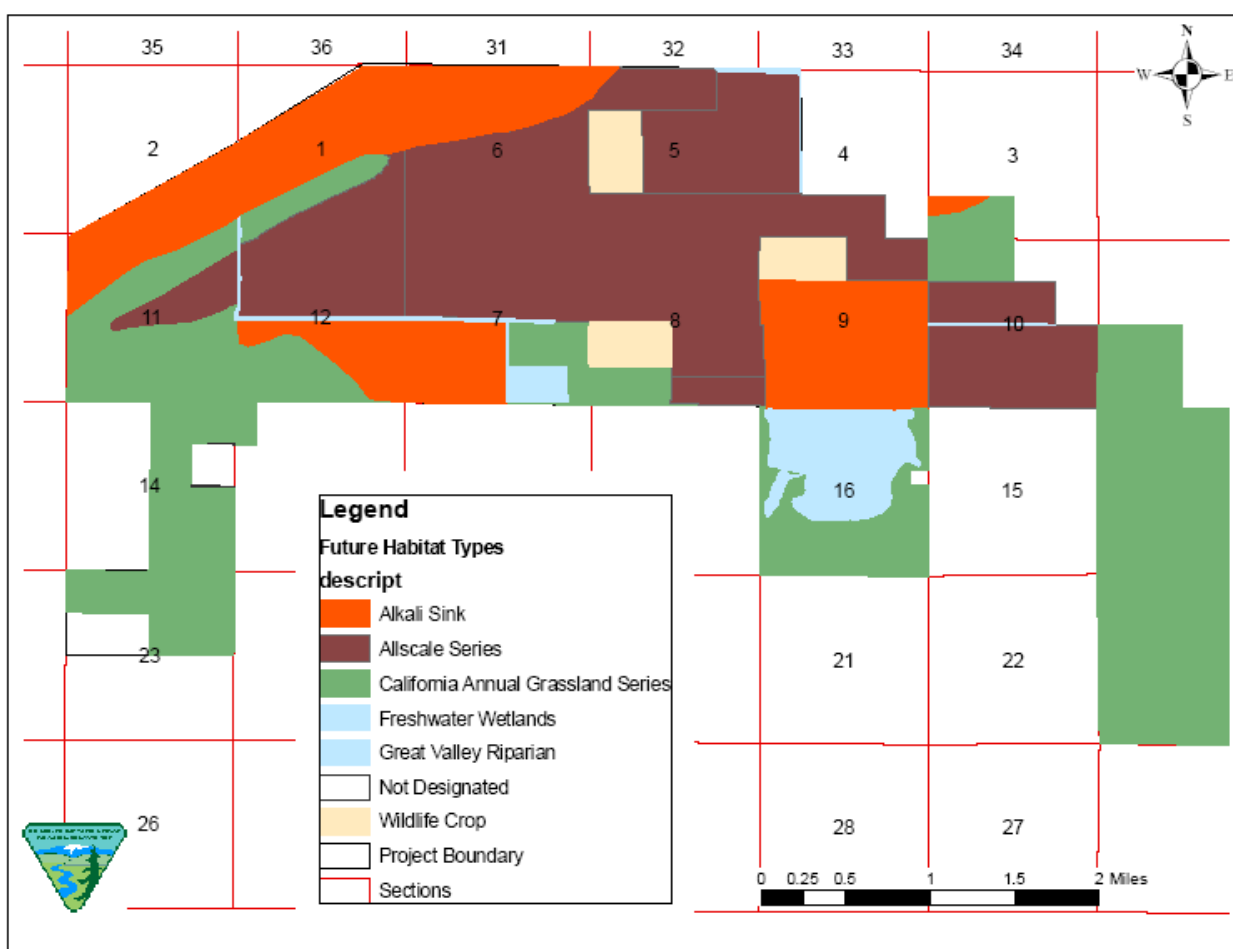 35 36 31 32 33 34
N
W E
S
2 1 6 5 4 3
11 12 7 8 9 10
14 16 15
23 21 22
26 28 27
Legend
Future Habitat Types
descript
Alkali Sink
Allscale Series
California Annual Grassland Series
Freshwater Wetlands
Great Valley Riparian
Not Designated
Wildlife Crop
Project Boundary
Sections
0 0.25 0.5 1 1.5 2 Miles